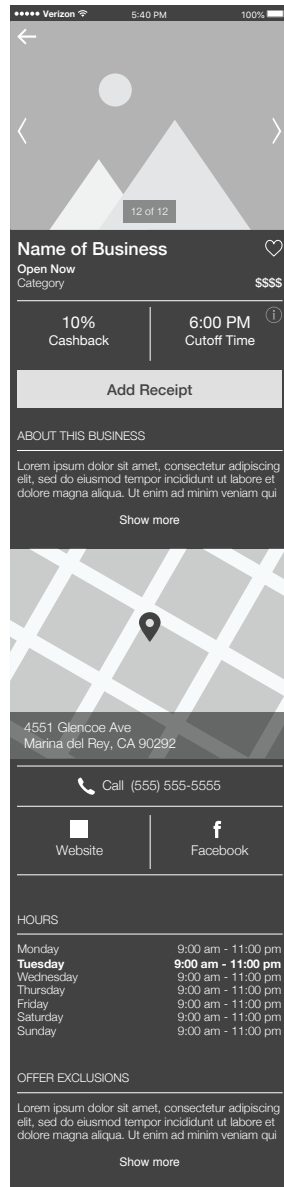 Verizon 5:40 PM 100%
12 of 12
Name of Business
Open Now
Category $$$$
10% 6:00 PM
Cashback Cutoff Time
Add Receipt
ABOUT THIS BUSINESS
Lorem ipsum dolor sit amet, consectetur adipiscing
elit, sed do eiusmod tempor incididunt ut labore et
dolore magna aliqua. Ut enim ad minim veniam qui
Show more
4551 Glencoe Ave
Marina del Rey, CA 90292
Call (555) 555-5555
Website Facebook
HOURS
Monday 9:00 am - 11:00 pm
Tuesday 9:00 am - 11:00 pm
Wednesday 9:00 am - 11:00 pm
Thursday 9:00 am - 11:00 pm
Friday 9:00 am - 11:00 pm
Saturday 9:00 am - 11:00 pm
Sunday 9:00 am - 11:00 pm
OFFER EXCLUSIONS
Lorem ipsum dolor sit amet, consectetur adipiscing
elit, sed do eiusmod tempor incididunt ut labore et
dolore magna aliqua. Ut enim ad minim veniam qui
Show more